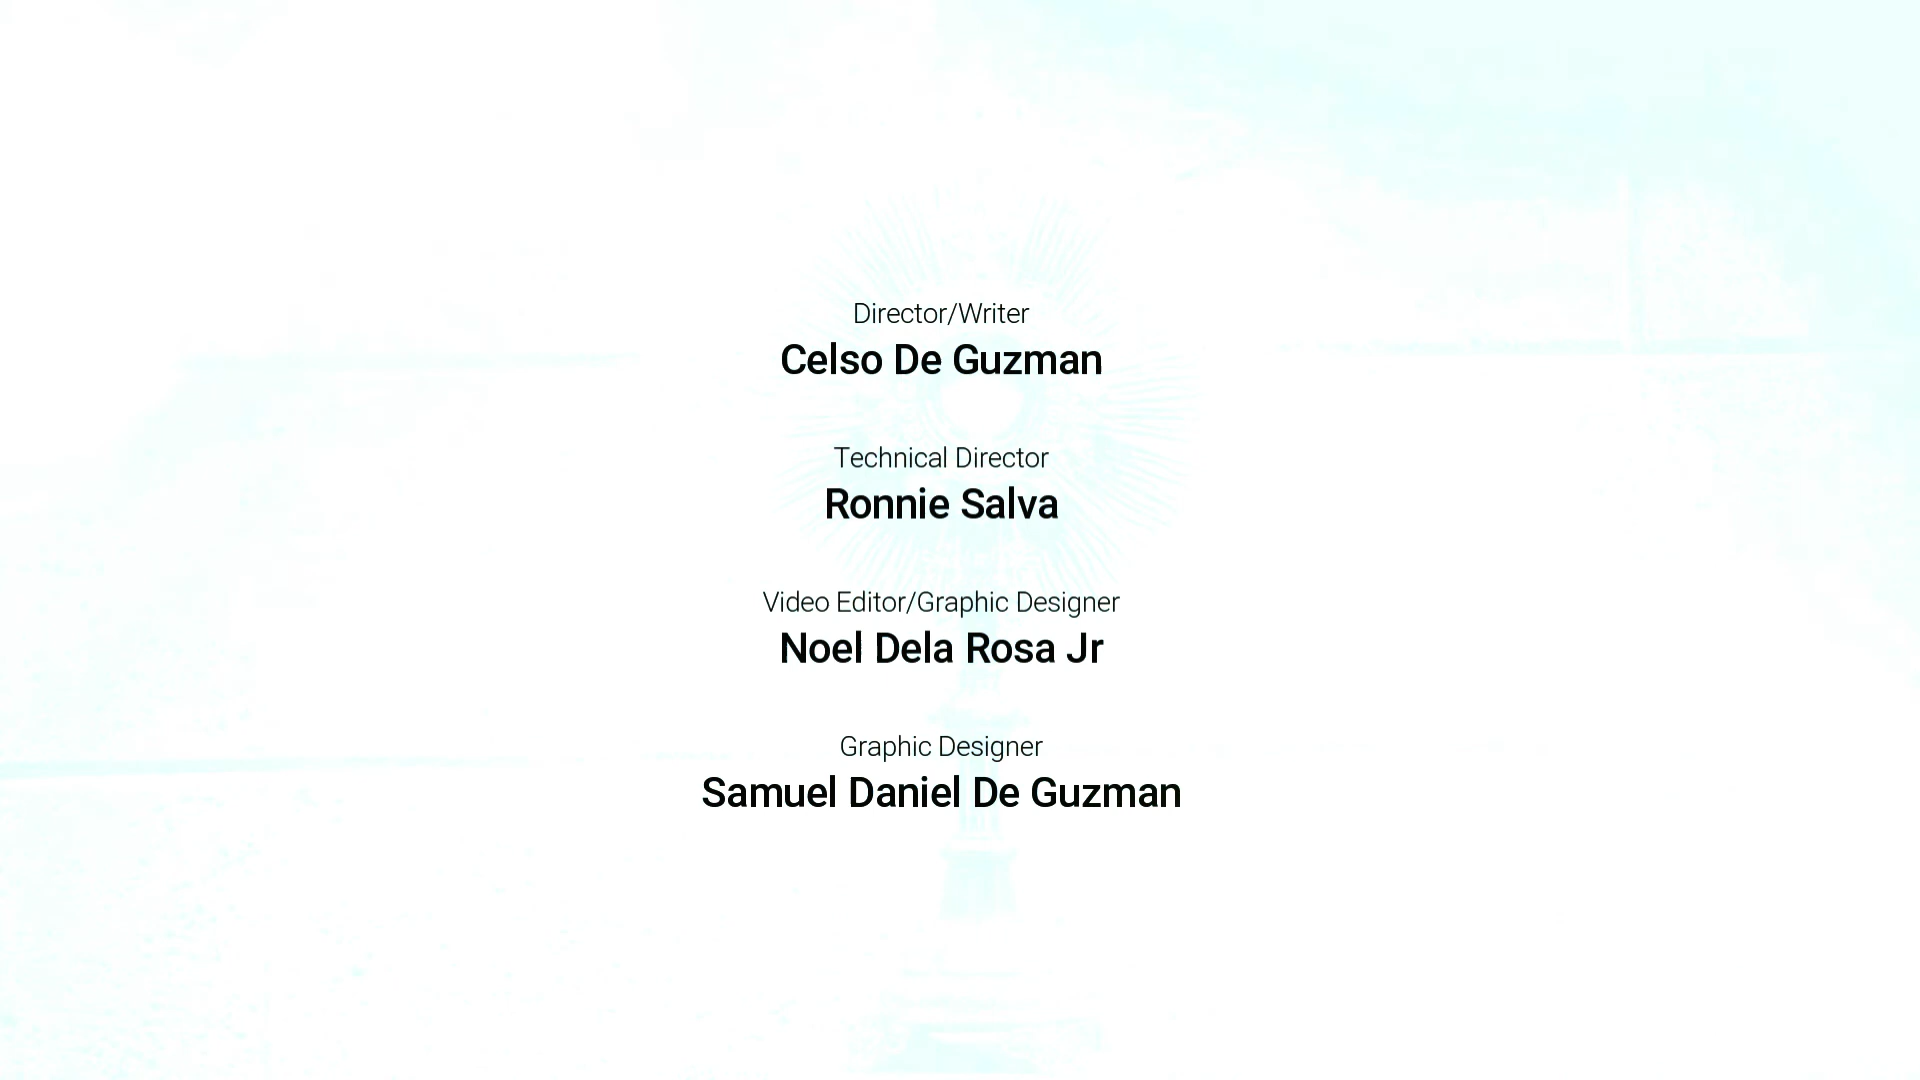 Director/Writer
Celso De Guzman
Technical Director
Ronnie Salva
Video Editor/Graphic Designer
Noel Dela Rosa Jr
Graphic Designer
Samuel Daniel De Guzman